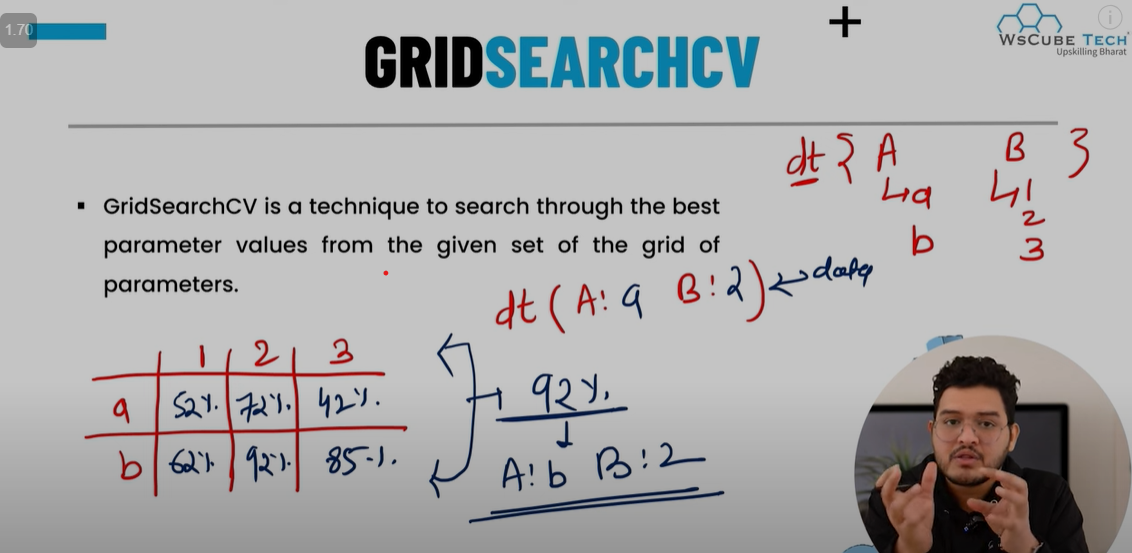 1.70
WsCube Tech
Upskilling Bharat
GRIDSEARCHCV
dt { A B }
↳a ↳1
2
b 3
▪ GridSearchCV is a technique to search through the best
parameter values from the given set of the grid of
parameters.
dt ( A: a B: 2 ) ← data
1 2 3
a 52% 72% 42%.
b 62% 92% 85%.
→ 92%.
↓
A: b B: 2